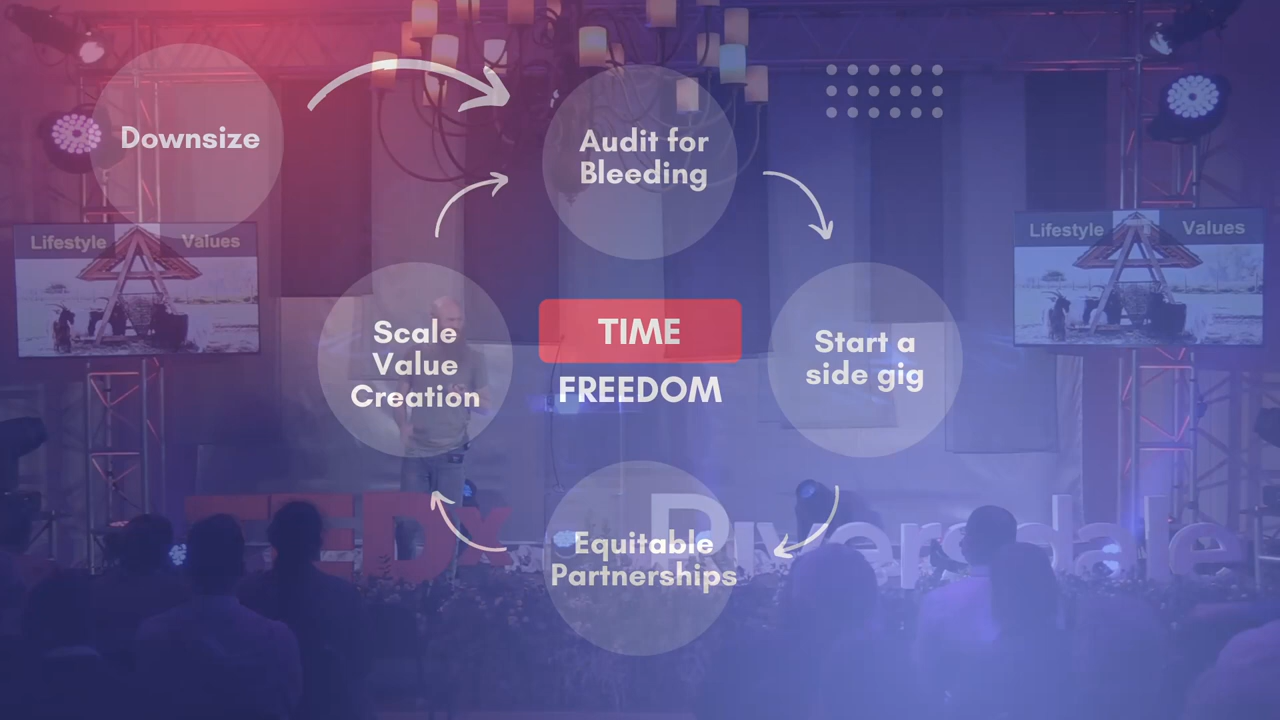 Downsize
Audit for
Bleeding
Lifestyle Values
Lifestyle Values
Scale
Value
Creation
TIME
FREEDOM
Start a
side gig
Equitable
Partnerships
TEDx Riversdale